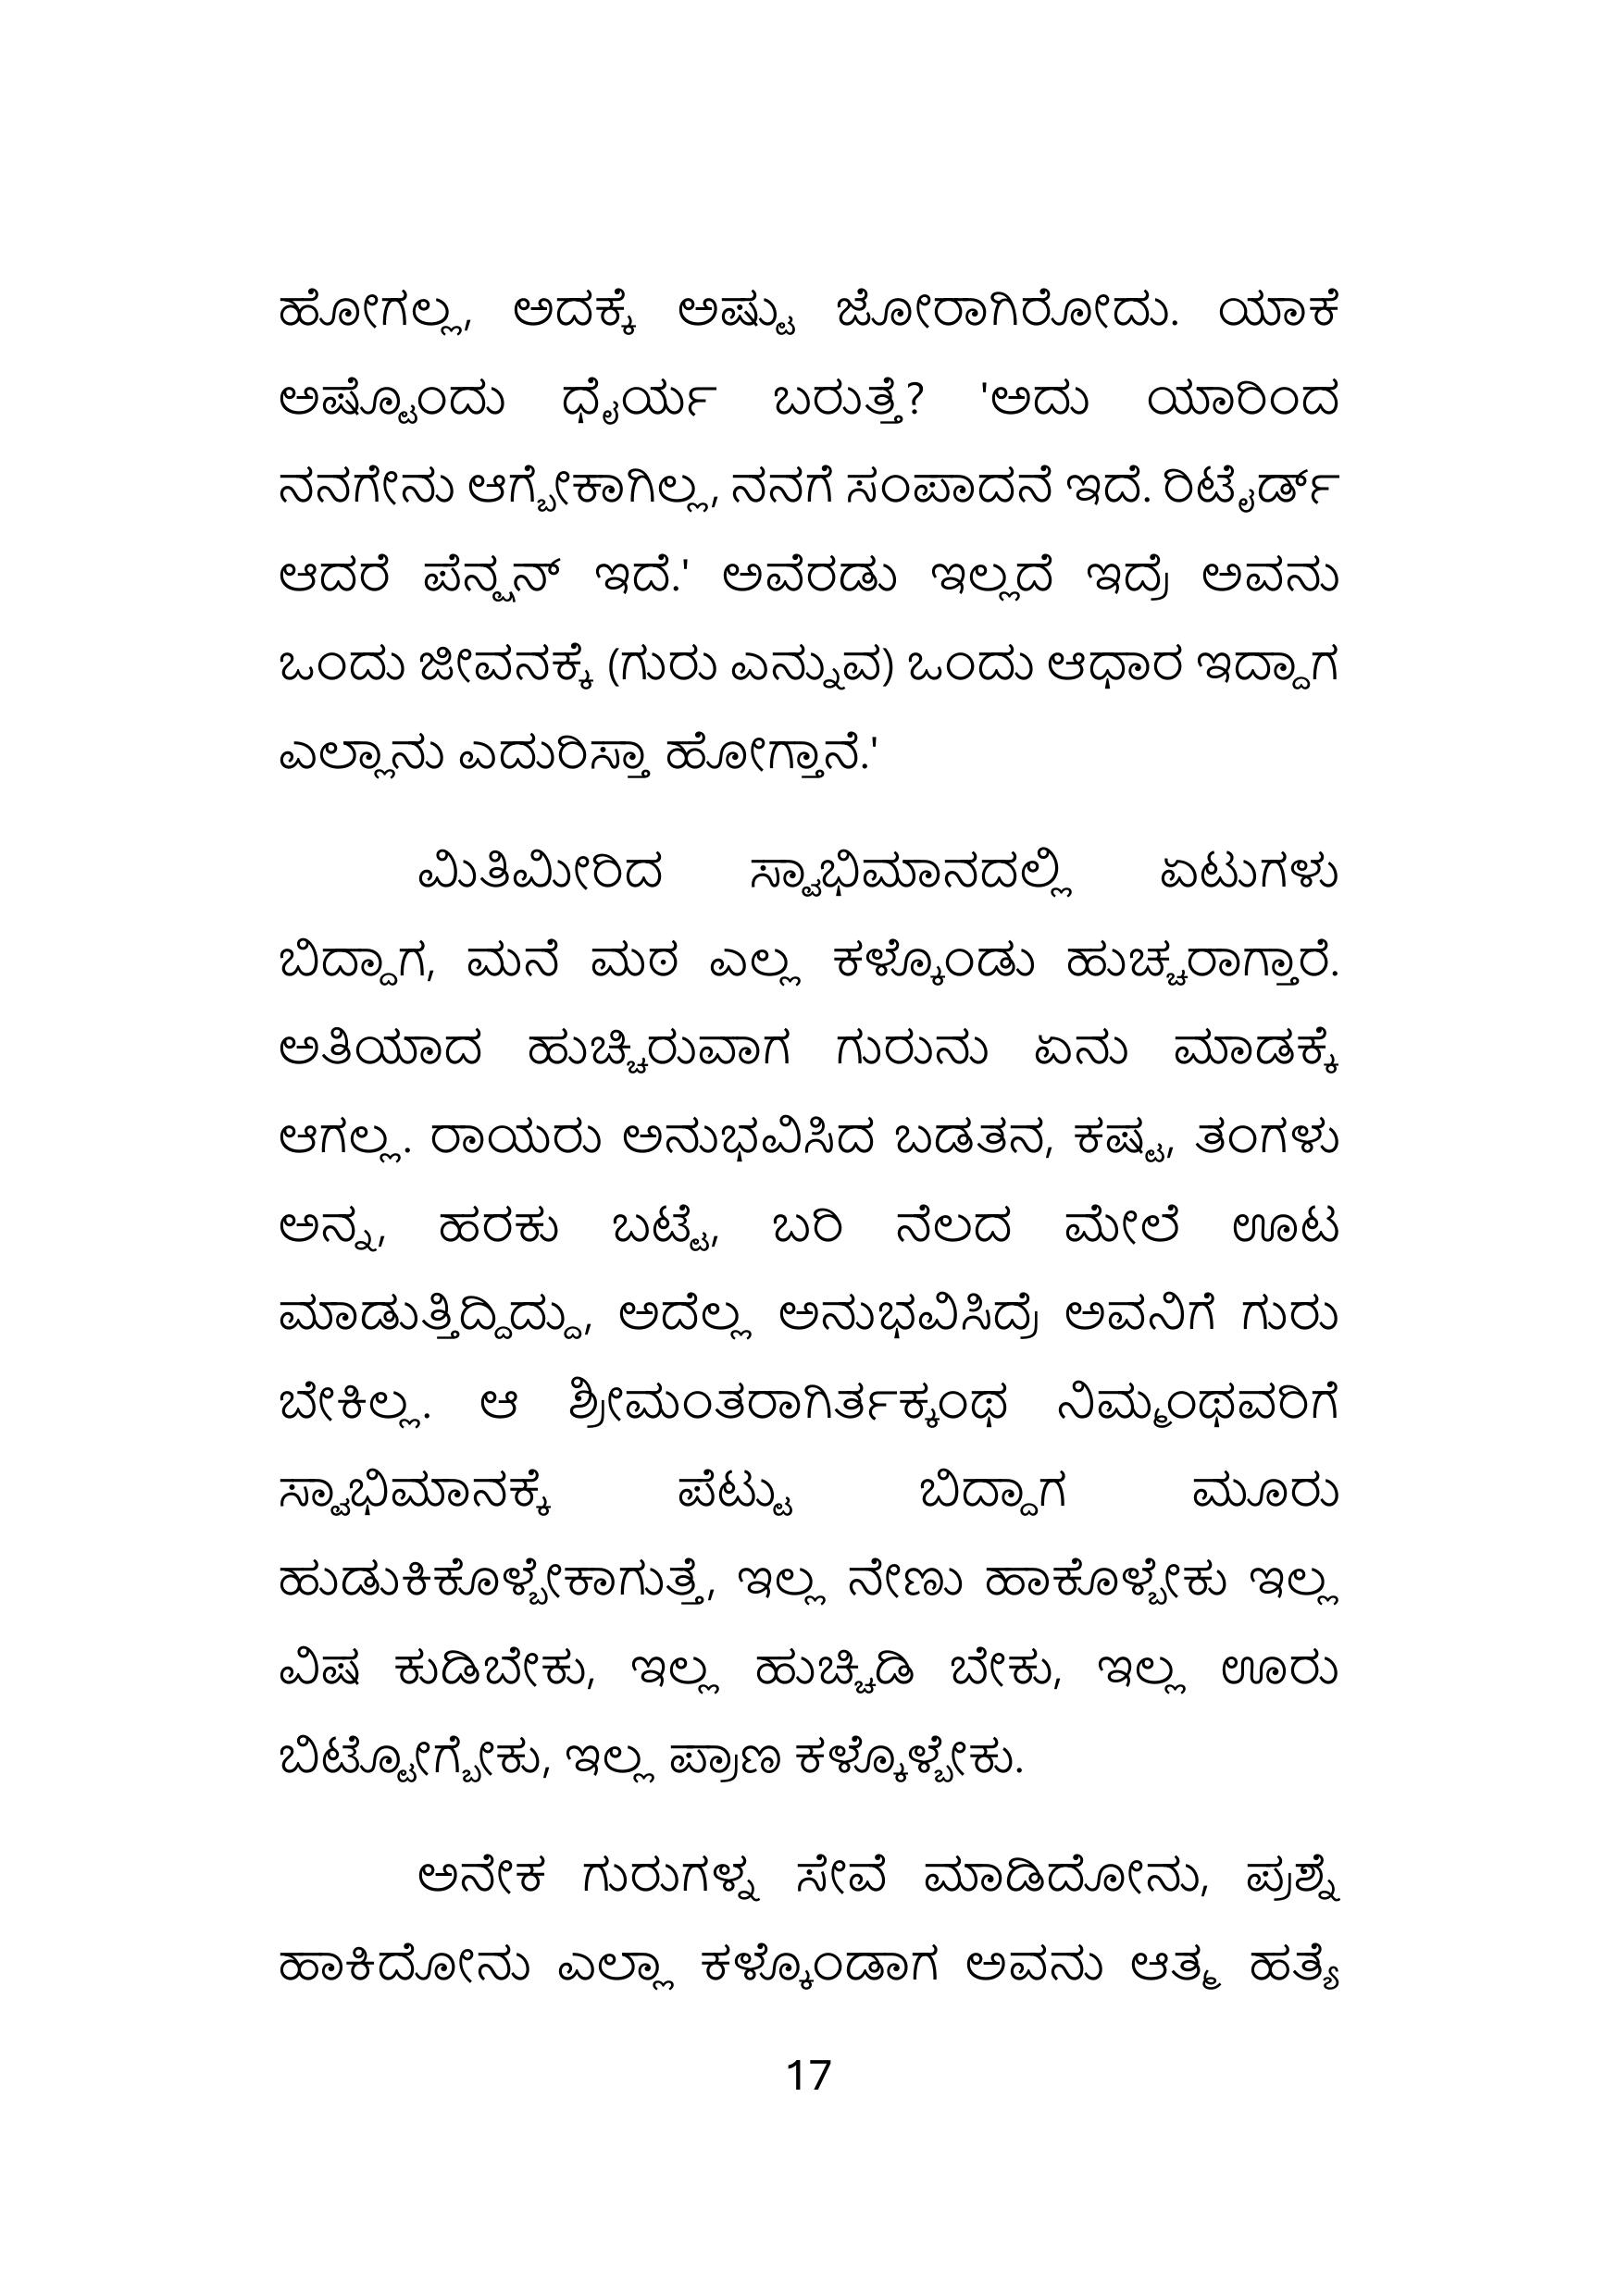 ಹೋಗಲ್ಲ, ಅದಕ್ಕೆ ಅಷ್ಟು ಜೋರಾಗಿರೋದು. ಯಾಕೆ
ಅಷ್ಟೊಂದು ಧೈರ್ಯ ಬರುತ್ತೆ? 'ಅದು ಯಾರಿಂದ
ನನಗೇನು ಆಗ್ಬೇಕಾಗಿಲ್ಲ, ನನಗೆ ಸಂಪಾದನೆ ಇದೆ. ರಿಟೈರ್ಡ್
ಆದರೆ ಪೆನ್ಷನ್ ಇದೆ.' ಅವೆರಡು ಇಲ್ಲದೆ ಇದ್ರೆ ಅವನು
ಒಂದು ಜೀವನಕ್ಕೆ (ಗುರು ಎನ್ನುವ) ಒಂದು ಆಧಾರ ಇದ್ದಾಗ
ಎಲ್ಲಾನು ಎದುರಿಸ್ತಾ ಹೋಗ್ತಾನೆ.'
ಮಿತಿಮೀರಿದ ಸ್ವಾಭಿಮಾನದಲ್ಲಿ ಏಟುಗಳು
ಬಿದ್ದಾಗ, ಮನೆ ಮಠ ಎಲ್ಲ ಕಳ್ಕೊಂಡು ಹುಚ್ಚರಾಗ್ತಾರೆ.
ಅತಿಯಾದ ಹುಚ್ಚಿರುವಾಗ ಗುರುನು ಏನು ಮಾಡಕ್ಕೆ
ಆಗಲ್ಲ. ರಾಯರು ಅನುಭವಿಸಿದ ಬಡತನ, ಕಷ್ಟ, ತಂಗಳು
ಅನ್ನ, ಹರಕು ಬಟ್ಟೆ, ಬರಿ ನೆಲದ ಮೇಲೆ ಊಟ
ಮಾಡುತ್ತಿದ್ದಿದ್ದು, ಅದೆಲ್ಲ ಅನುಭವಿಸಿದ್ರೆ ಅವನಿಗೆ ಗುರು
ಬೇಕಿಲ್ಲ. ಆ ಶ್ರೀಮಂತರಾಗಿರ್ತಕ್ಕಂಥ ನಿಮ್ಮಂಥವರಿಗೆ
ಸ್ವಾಭಿಮಾನಕ್ಕೆ ಪೆಟ್ಟು ಬಿದ್ದಾಗ ಮೂರು
ಹುಡುಕಿಕೊಳ್ಬೇಕಾಗುತ್ತೆ, ಇಲ್ಲ ನೇಣು ಹಾಕೊಳ್ಬೇಕು ಇಲ್ಲ
ವಿಷ ಕುಡಿಬೇಕು, ಇಲ್ಲ ಹುಚ್ಚಿಡಿ ಬೇಕು, ಇಲ್ಲ ಊರು
ಬಿಟ್ಟೋಗ್ಬೇಕು, ಇಲ್ಲ ಪ್ರಾಣ ಕಳ್ಕೊಳ್ಬೇಕು.
ಅನೇಕ ಗುರುಗಳ್ನ ಸೇವೆ ಮಾಡಿದೋನು, ಪ್ರಶ್ನೆ
ಹಾಕಿದೋನು ಎಲ್ಲಾ ಕಳ್ಕೊಂಡಾಗ ಅವನು ಆತ್ಮ ಹತ್ಯೆ
17